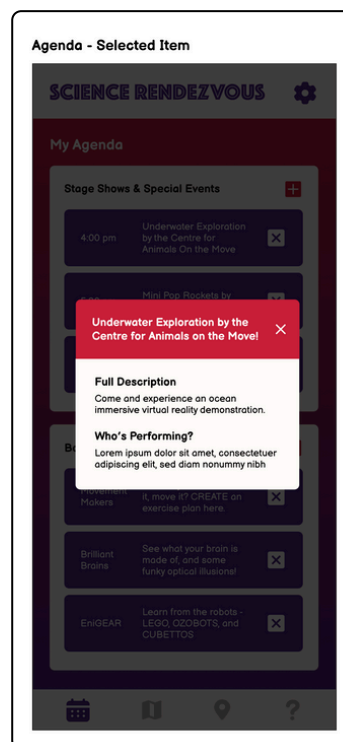 Agenda - Selected Item
SCIENCE RENDEZVOUS
My Agenda
Stage Shows & Special Events
4:00 pm
Underwater Exploration
by the Centre for
Animals On the Move
Mini Pop Rockets by
Underwater Exploration by the
Centre for Animals on the Move!
Full Description
Come and experience an ocean
immersive virtual reality demonstration.
Who's Performing?
Lorem ipsum dolor sit amet, consectetuer
adipiscing elit, sed diam nonummy nibh
Movement
Makers
it, move it? CREATE an
exercise plan here.
Brilliant
Brains
See what your brain is
made of, and some
funky optical illusions!
EniGEAR
Learn from the robots -
LEGO, OZOBOTS, and
CUBETTOS